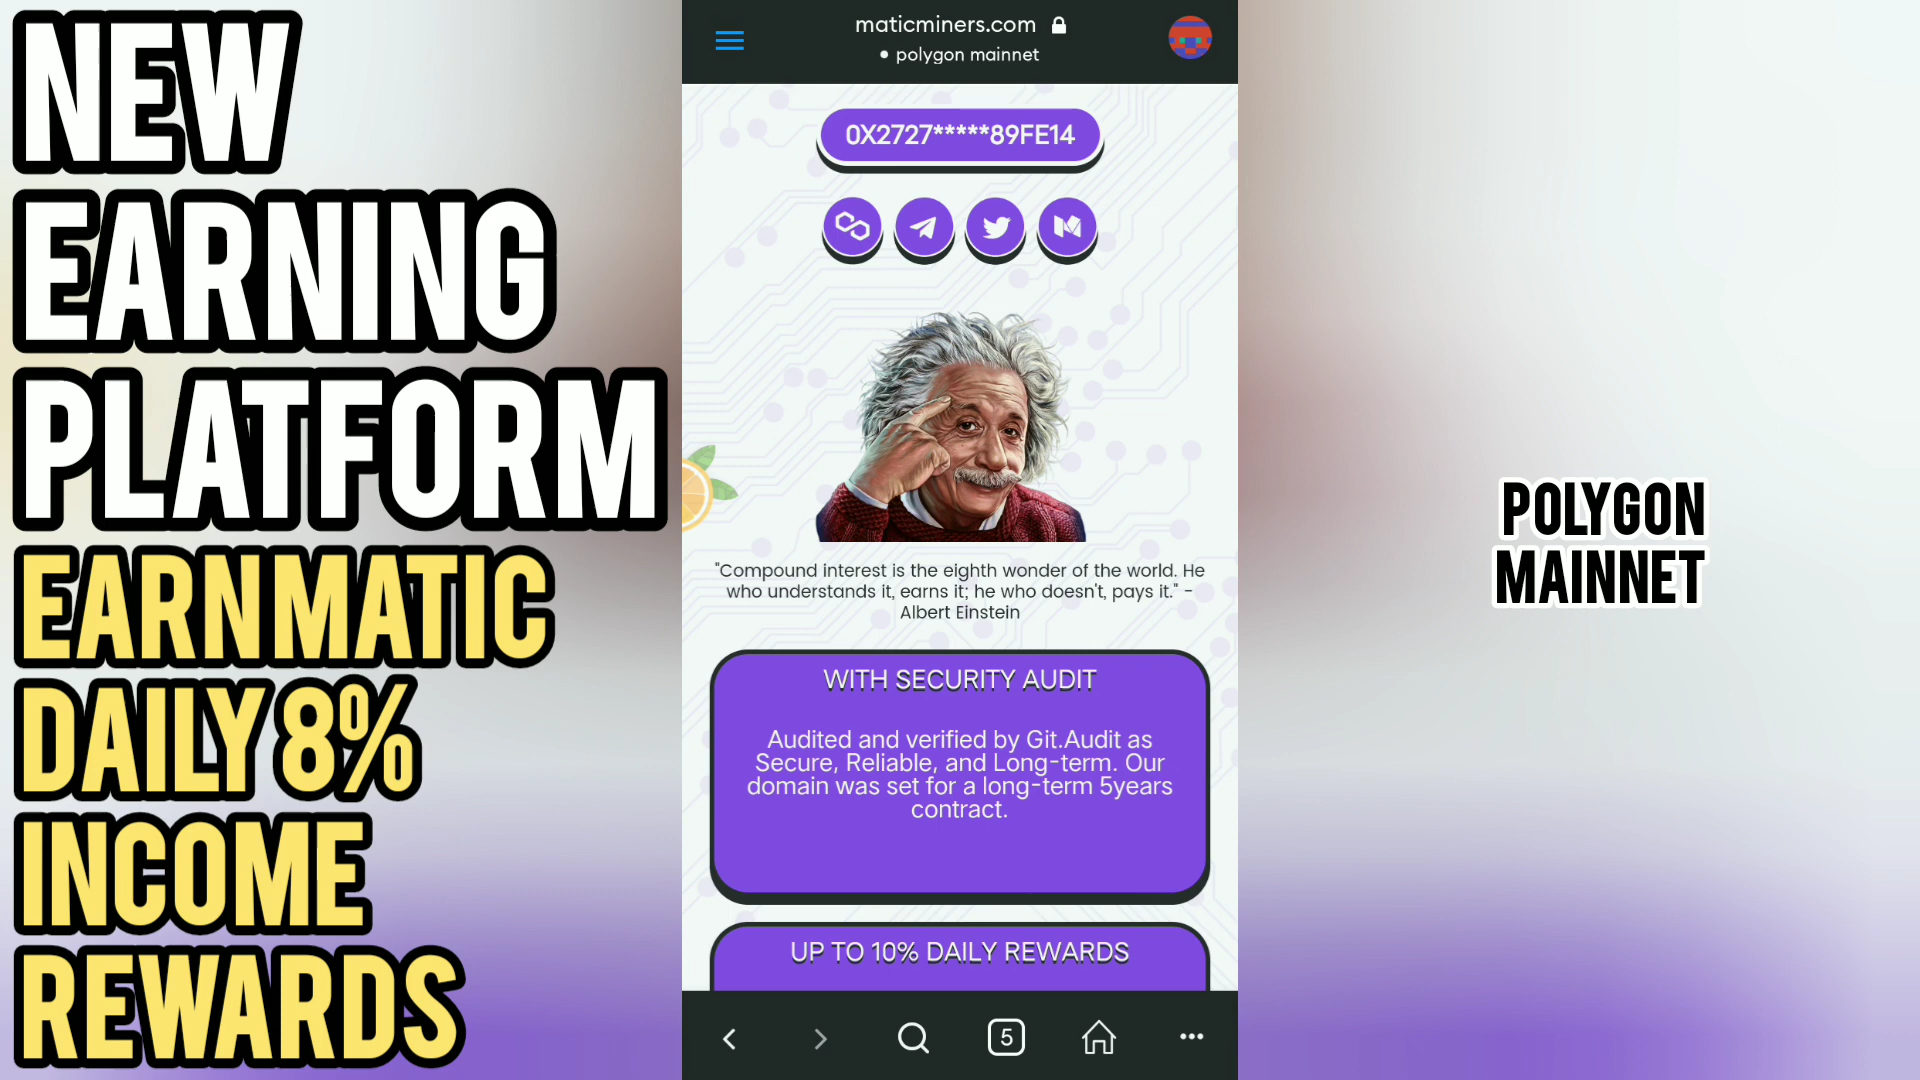 NEW
EARNING
PLATFORM
EARN MATIC
DAILY 8%
INCOME
REWARDS
maticminers.com
polygon mainnet
0X2727*****89FE14
"Compound interest is the eighth wonder of the world. He
who understands it, earns it; he who doesn't, pays it." -
Albert Einstein
WITH SECURITY AUDIT
Audited and verified by Git.Audit as
Secure, Reliable, and Long-term. Our
domain was set for a long-term 5years
contract.
UP TO 10% DAILY REWARDS
5
POLYGON
MAINNET